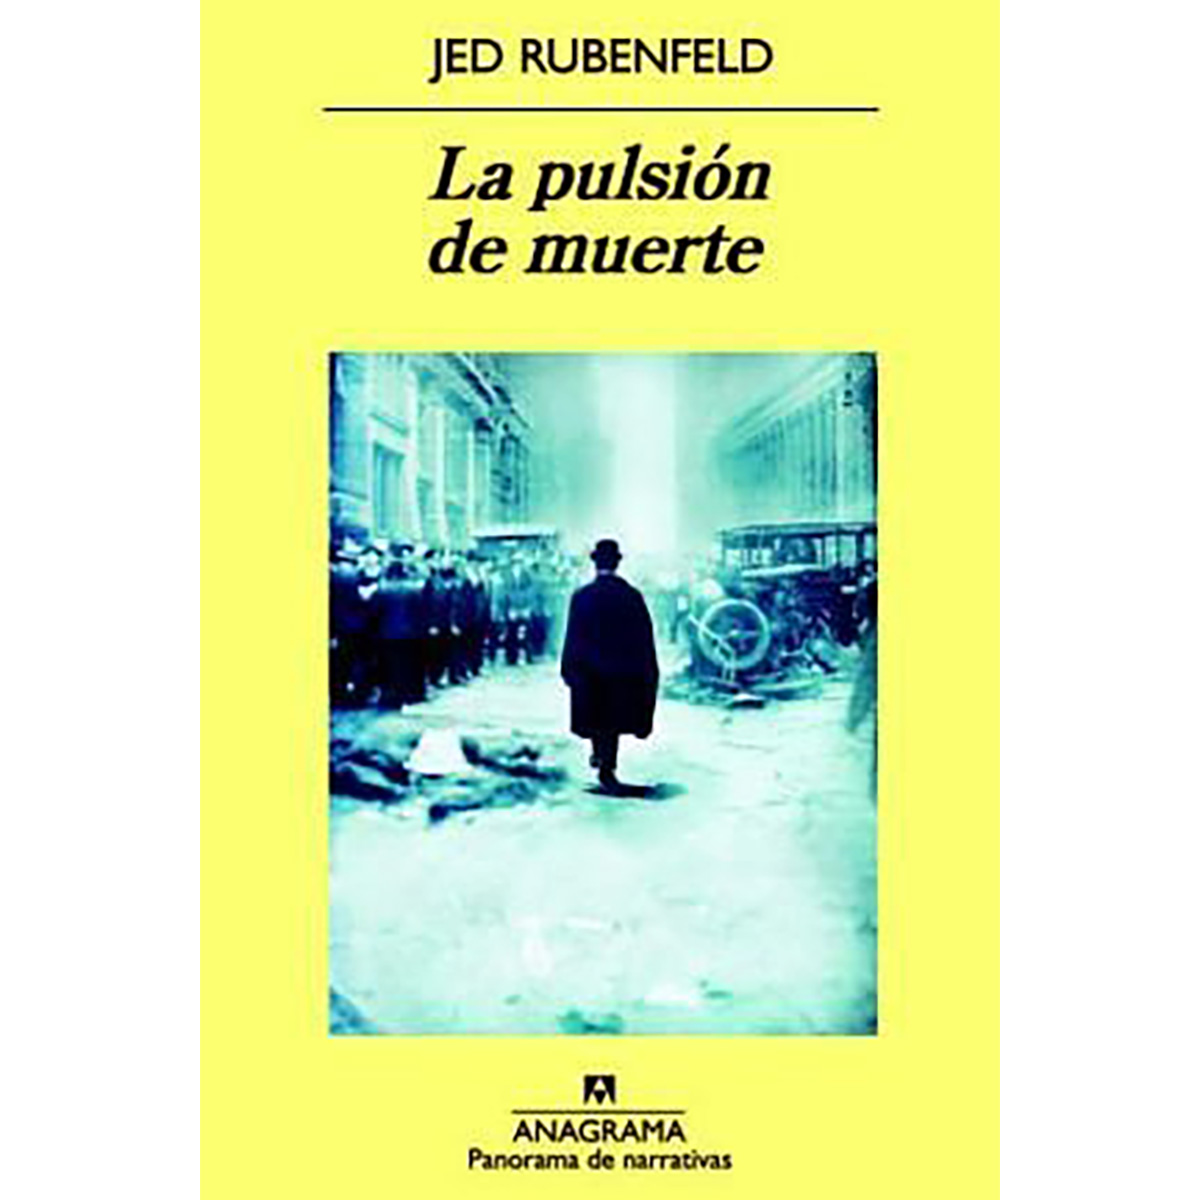 JED RUBENFELD
La pulsión
de muerte
ANAGRAMA
Panorama de narrativas